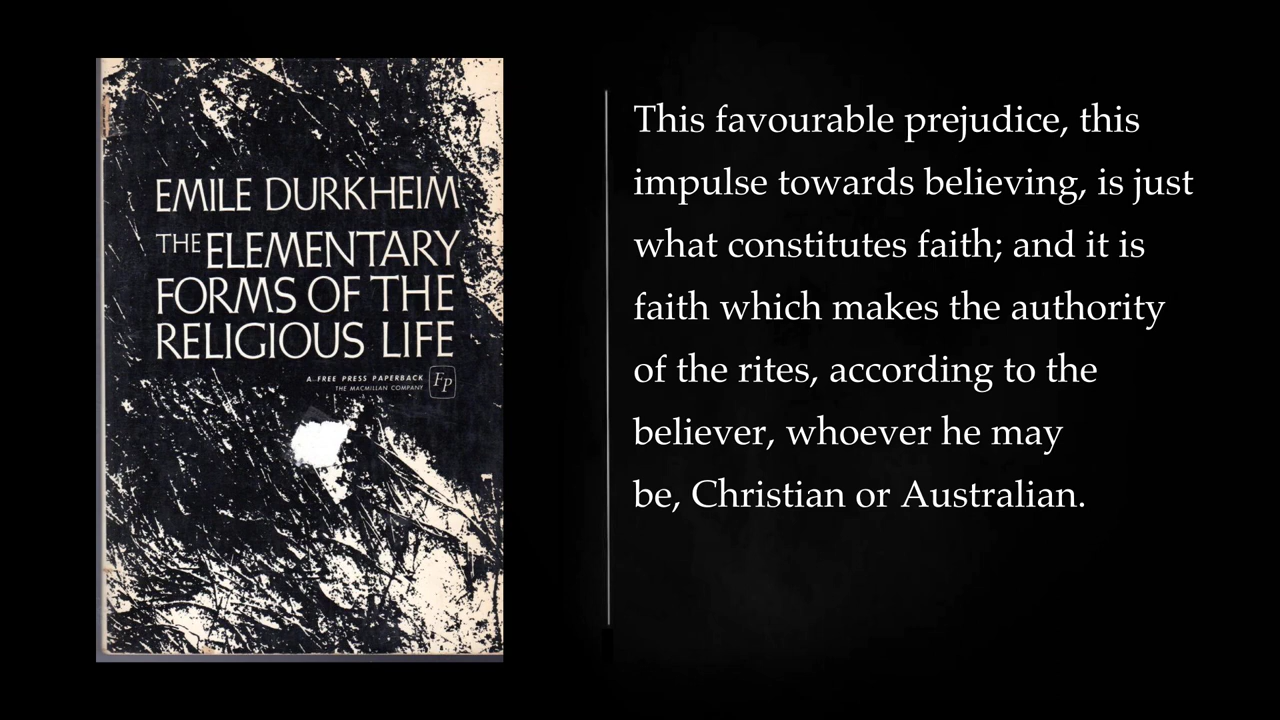 EMILE DURKHEIM
THE ELEMENTARY
FORMS OF THE
RELIGIOUS LIFE
A FREE PRESS PAPERBACK
THE MACMILLAN COMPANY
Fp
This favourable prejudice, this
impulse towards believing, is just
what constitutes faith; and it is
faith which makes the authority
of the rites, according to the
believer, whoever he may
be, Christian or Australian.